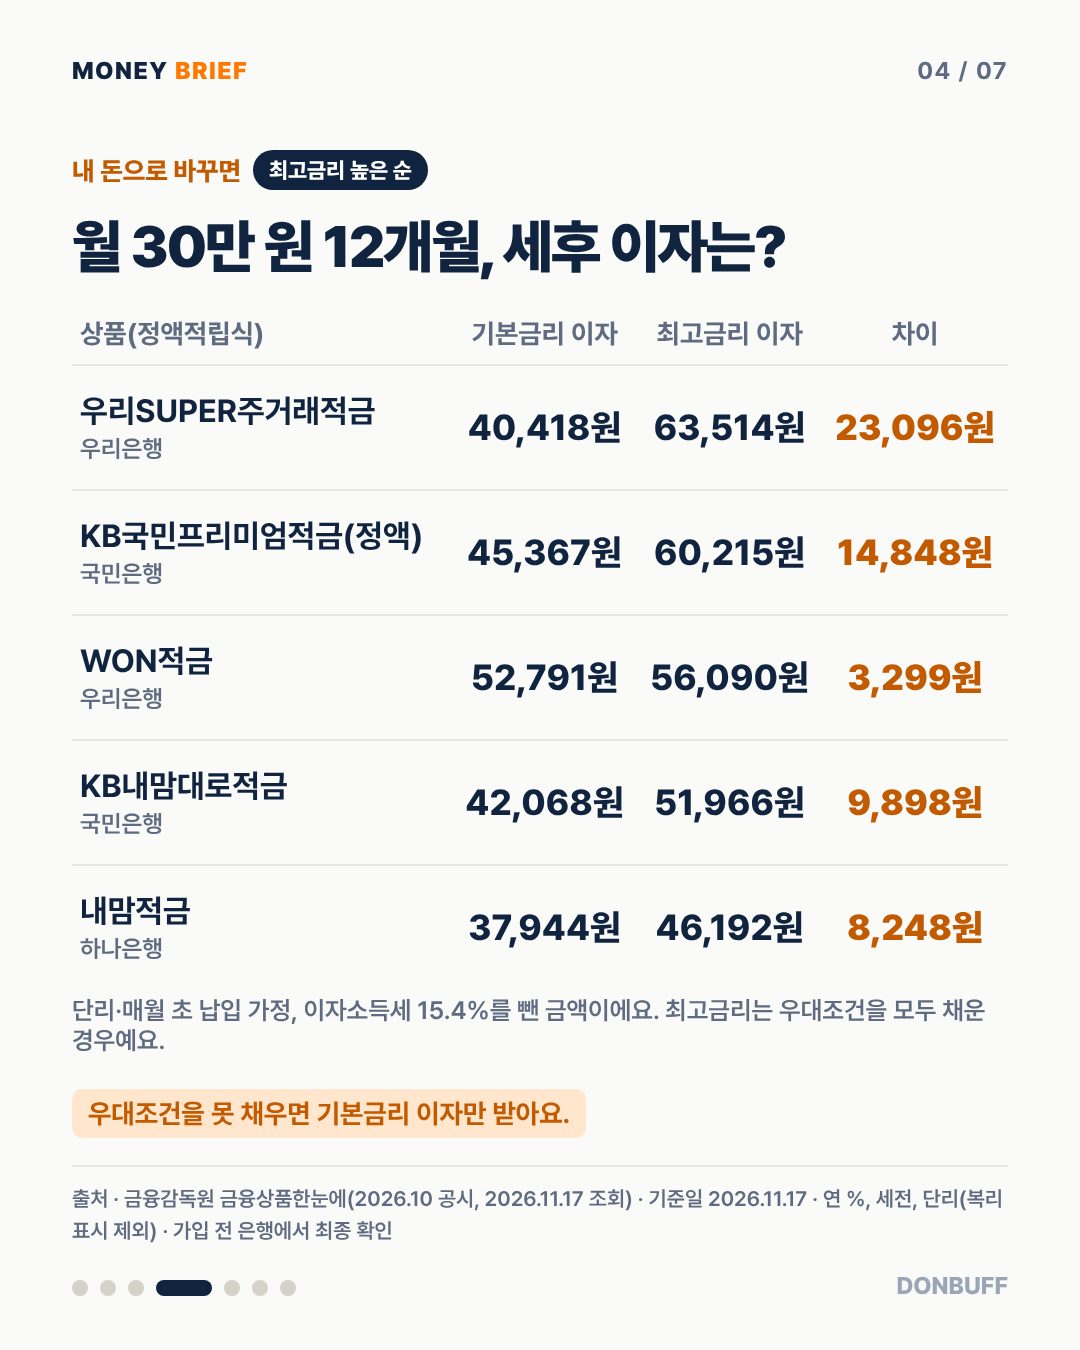 MONEY BRIEF
04 / 07
내 돈으로 바꾸면 최고금리 높은 순
월 30만 원 12개월, 세후 이자는?
상품(정액적립식) 기본금리 이자 최고금리 이자 차이
우리SUPER주거래적금
우리은행
40,418원 63,514원 23,096원
KB국민프리미엄적금(정액)
국민은행
45,367원 60,215원 14,848원
WON적금
우리은행
52,791원 56,090원 3,299원
KB내맘대로적금
국민은행
42,068원 51,966원 9,898원
내맘적금
하나은행
37,944원 46,192원 8,248원
단리·매월 초 납입 가정, 이자소득세 15.4%를 뺀 금액이에요. 최고금리는 우대조건을 모두 채운
경우예요.
우대조건을 못 채우면 기본금리 이자만 받아요.
출처 · 금융감독원 금융상품한눈에(2026.10 공시, 2026.11.17 조회) · 기준일 2026.11.17 · 연 %, 세전, 단리(복리
표시 제외) · 가입 전 은행에서 최종 확인
DONBUFF